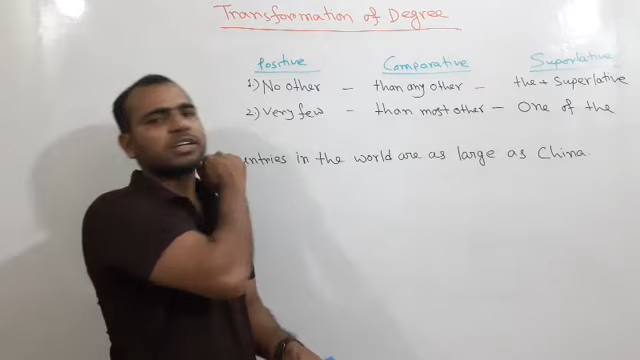 Transformation of Degree
Positive Comparative Superlative
1.) No other - than any other - the + Superlative
2.) Very few - than most other - One of the
untries in the world are as large as China.